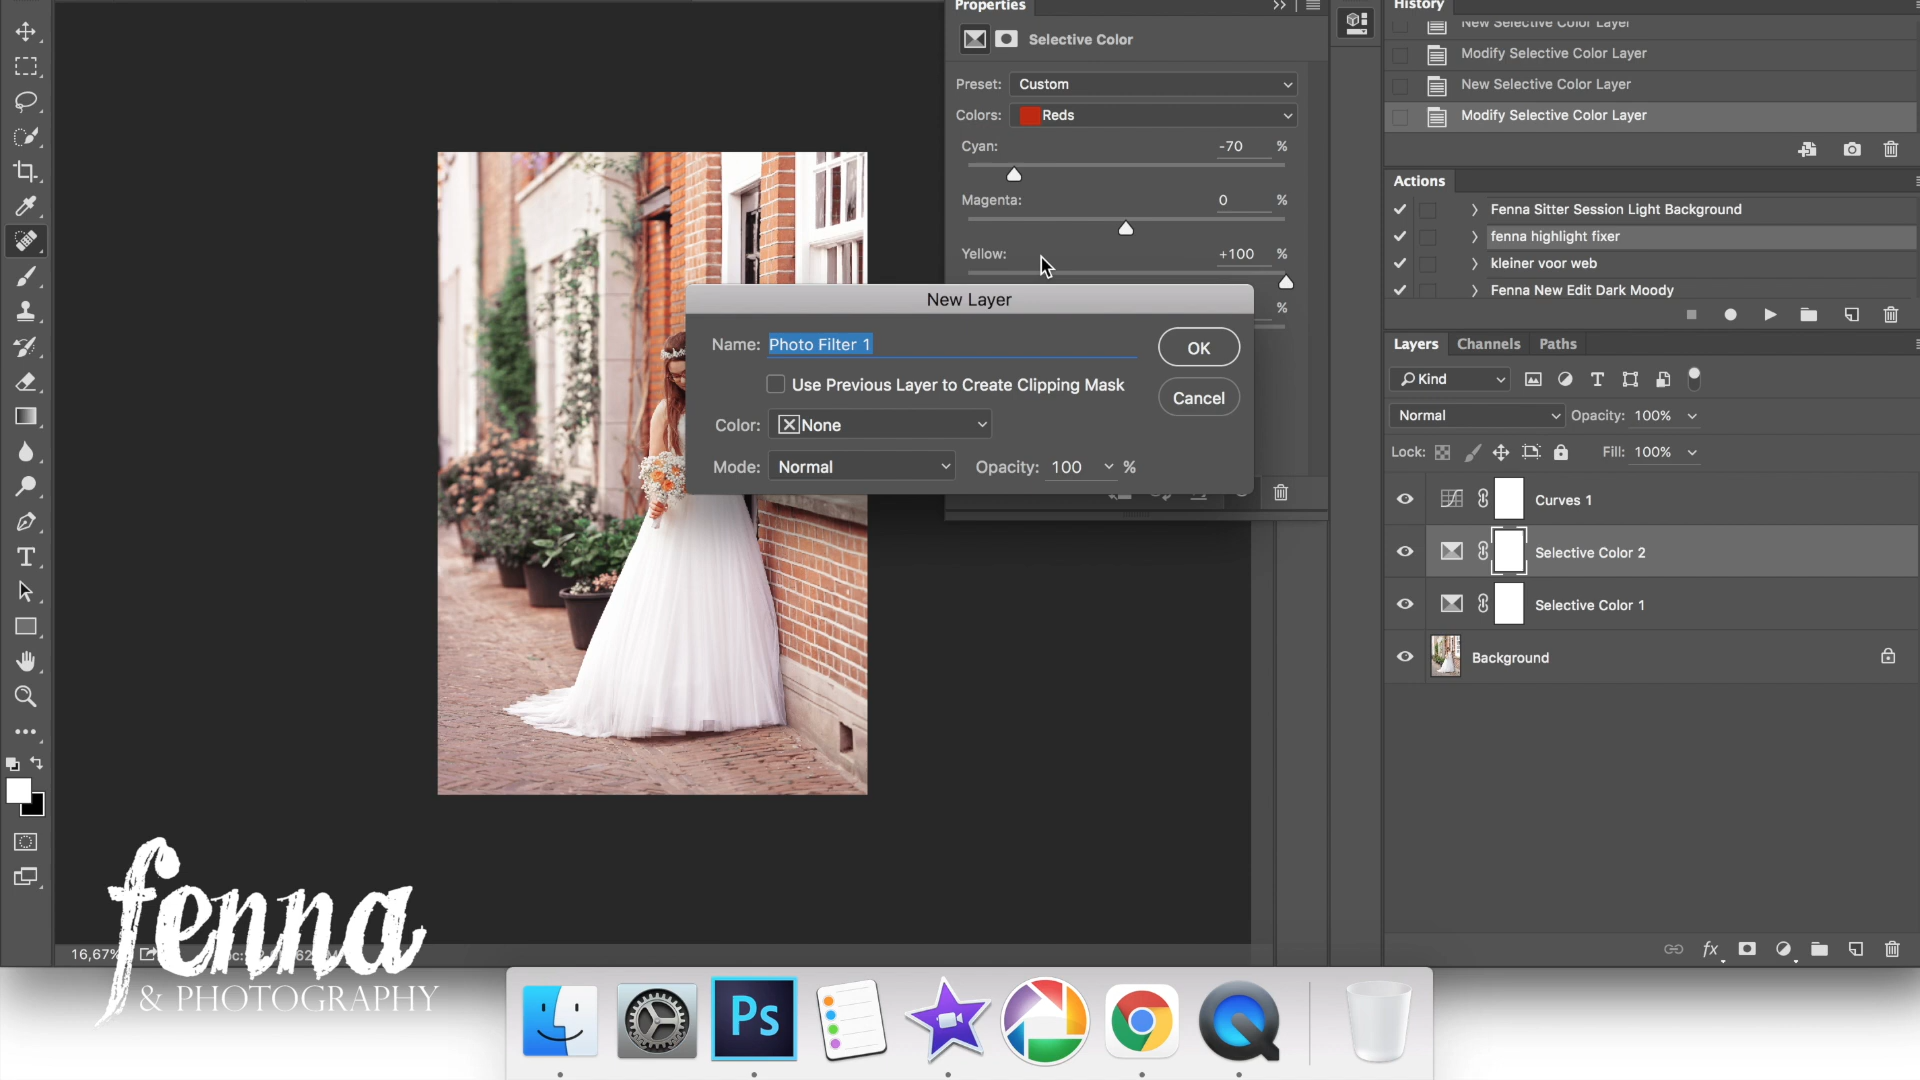 Properties
Selective Color
Preset: Custom
Colors: Reds
Cyan: -70 %
Magenta: 0 %
Yellow: +100 %
%
New Layer
Name: Photo Filter 1
OK
Use Previous Layer to Create Clipping Mask
Cancel
Color: None
Mode: Normal Opacity: 100 %
History
New Selective Color Layer
Modify Selective Color Layer
New Selective Color Layer
Modify Selective Color Layer
Actions
Fenna Sitter Session Light Background
fenna highlight fixer
kleiner voor web
Fenna New Edit Dark Moody
Layers Channels Paths
Kind
Normal Opacity: 100%
Lock: Fill: 100%
Curves 1
Selective Color 2
Selective Color 1
Background
fx
16,67%
fenna
& PHOTOGRAPHY
Ps